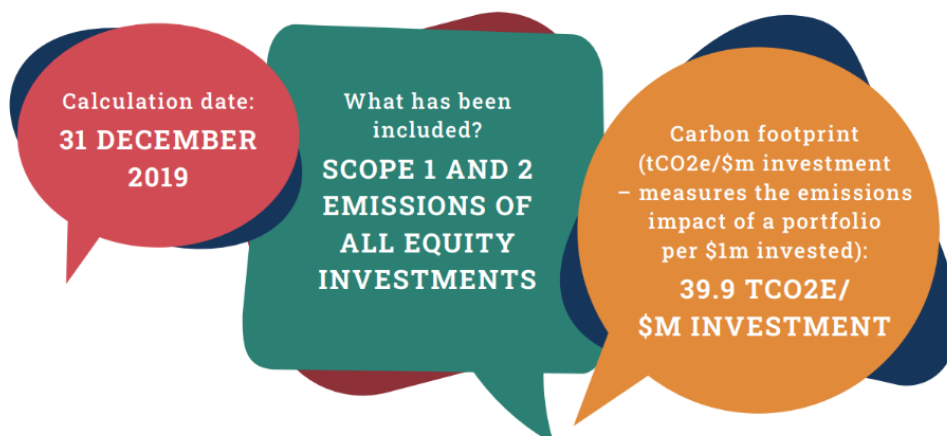 Calculation date:
31 DECEMBER
2019
What has been
included?
SCOPE 1 AND 2
EMISSIONS OF
ALL EQUITY
INVESTMENTS
Carbon footprint
(tCO2e/$m investment
– measures the emissions
impact of a portfolio
per $1m invested):
39.9 TCO2E/
$M INVESTMENT